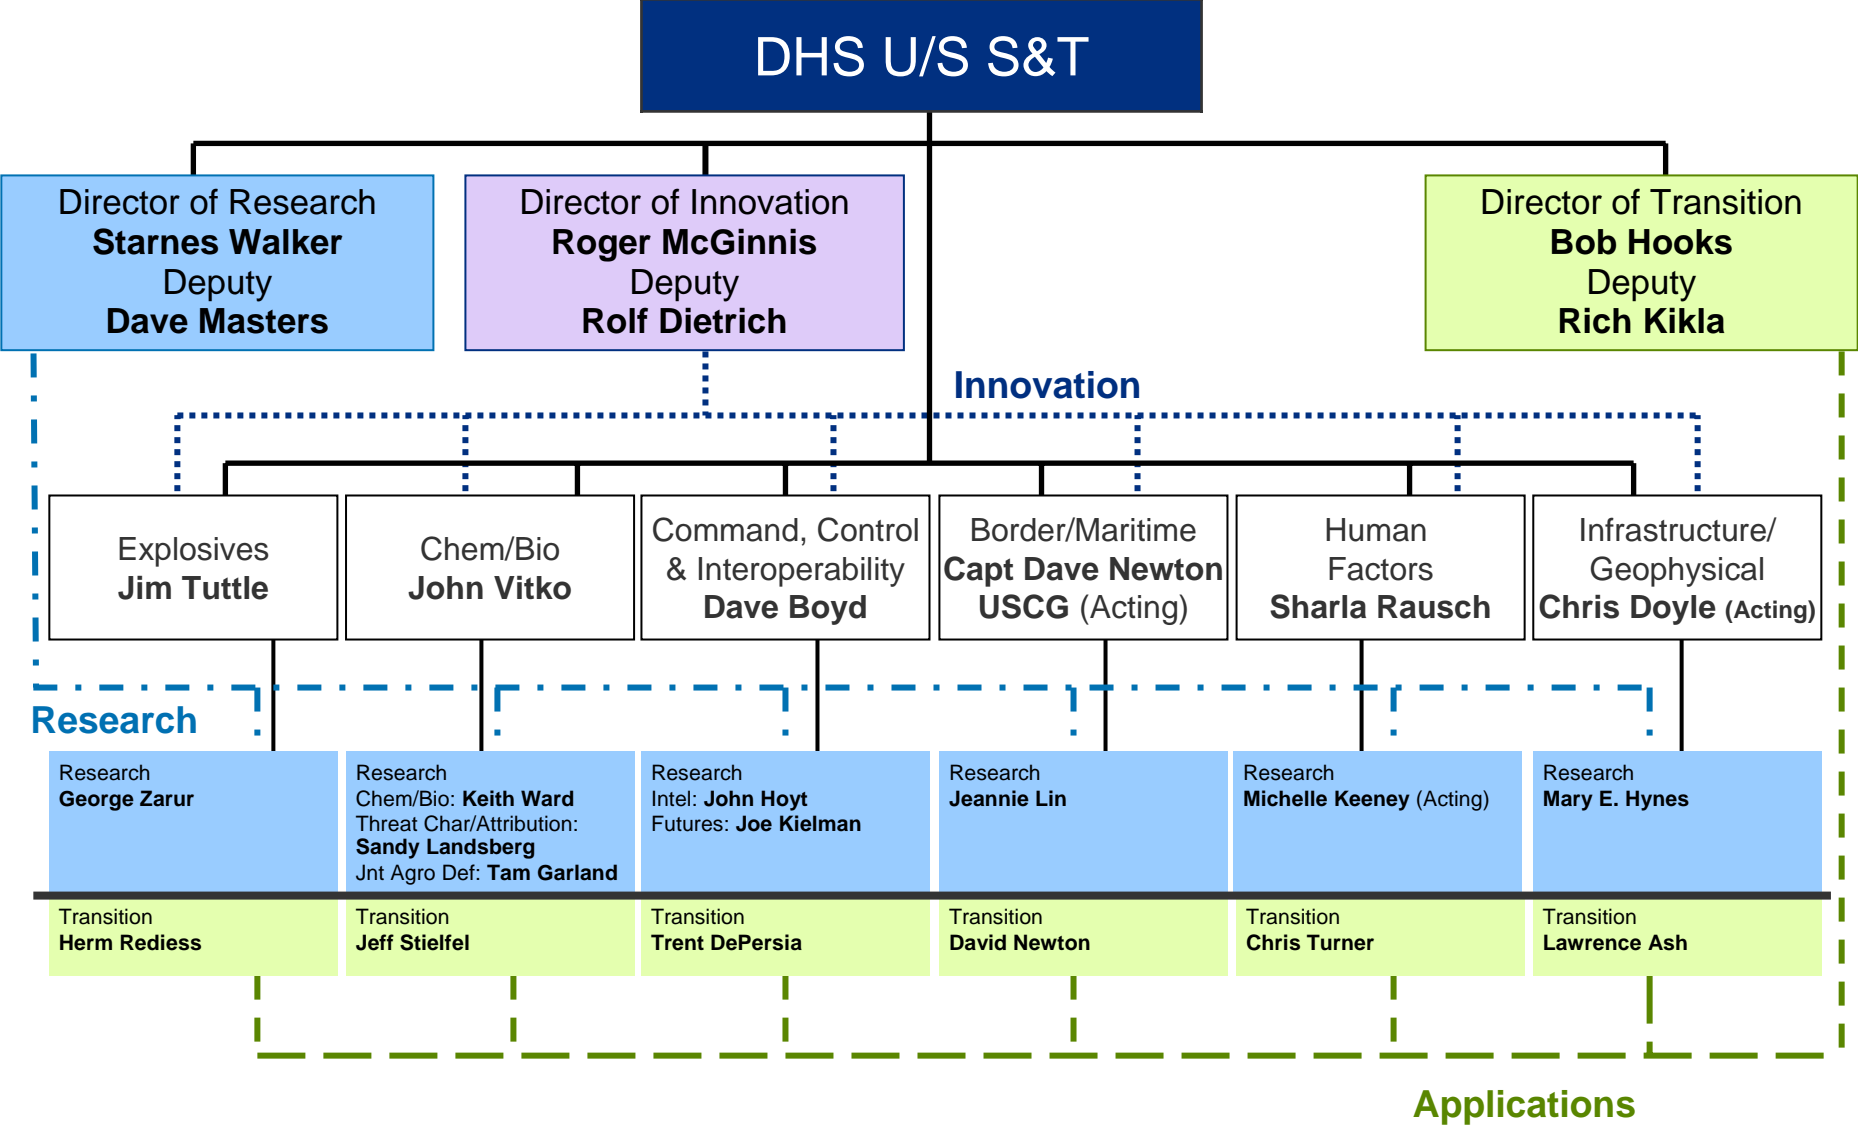 DHS U/S S&T
Director of Research
Starnes Walker
Deputy
Dave Masters
Director of Innovation
Roger McGinnis
Deputy
Rolf Dietrich
Director of Transition
Bob Hooks
Deputy
Rich Kikla
Innovation
Explosives
Jim Tuttle
Chem/Bio
John Vitko
Command, Control
& Interoperability
Dave Boyd
Border/Maritime
Capt Dave Newton
USCG (Acting)
Human
Factors
Sharla Rausch
Infrastructure/
Geophysical
Chris Doyle (Acting)
Research
Research
George Zarur
Research
Chem/Bio: Keith Ward
Threat Char/Attribution:
Sandy Landsberg
Jnt Agro Def: Tam Garland
Research
Intel: John Hoyt
Futures: Joe Kielman
Research
Jeannie Lin
Research
Michelle Keeney (Acting)
Research
Mary E. Hynes
Transition
Herm Rediess
Transition
Jeff Stielfel
Transition
Trent DePersia
Transition
David Newton
Transition
Chris Turner
Transition
Lawrence Ash
Applications